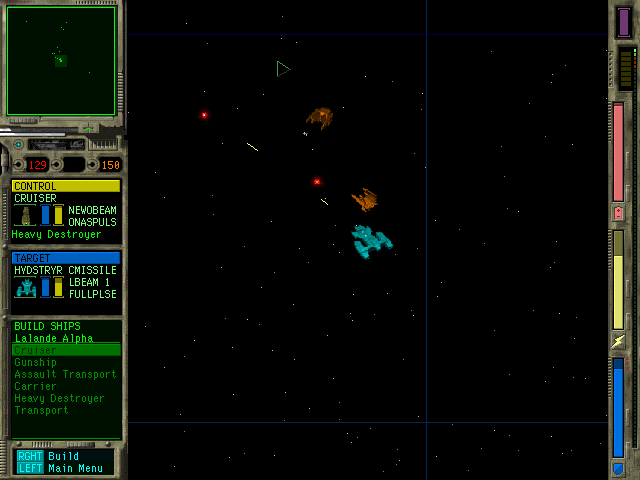 129
150
CONTROL
CRUISER
NEWOBEAM
ONASPULS
Heavy Destroyer
TARGET
HYDSTRYR CMISSILE
LBEAM 1
FULLPLSE
BUILD SHIPS
Lalande Alpha
Cruiser
Gunship
Assault Transport
Carrier
Heavy Destroyer
Transport
RGHT Build
LEFT Main Menu